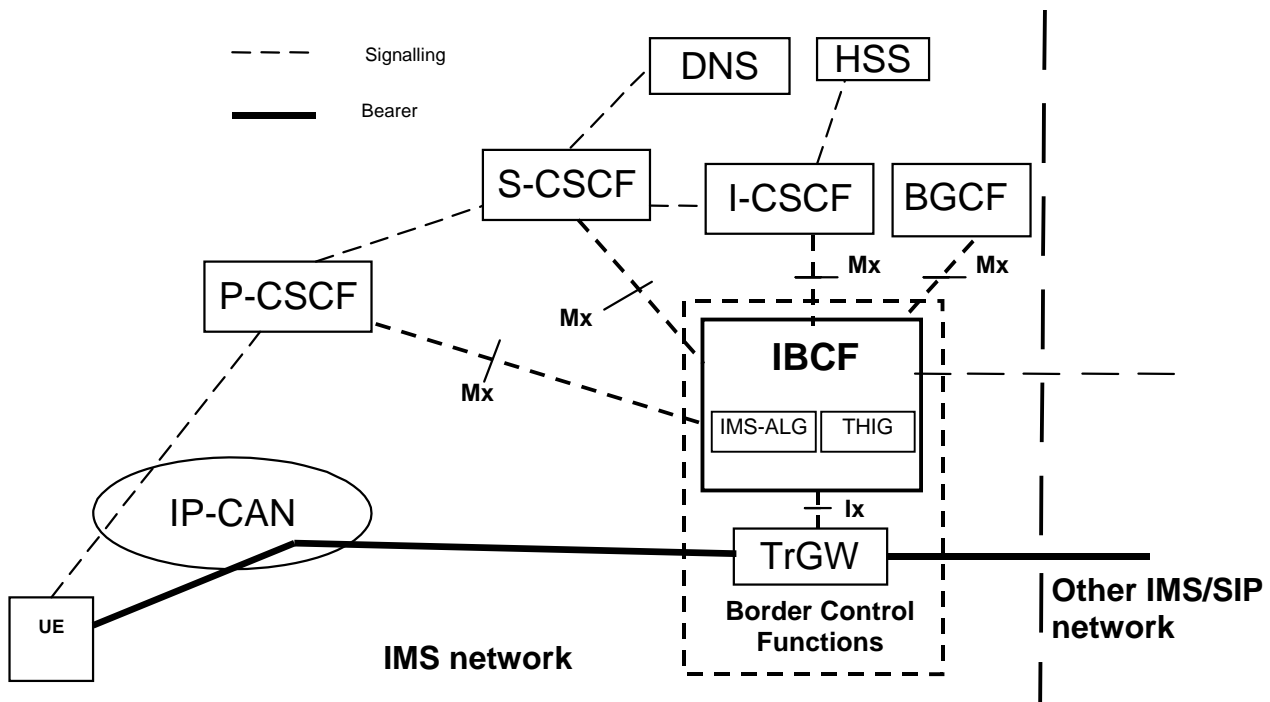 Signalling
Bearer
DNS
HSS
S-CSCF
I-CSCF
BGCF
P-CSCF
Mx
Mx
Mx
Mx
IBCF
IMS-ALG
THIG
IP-CAN
Ix
TrGW
UE
Border Control
Functions
Other IMS/SIP
network
IMS network